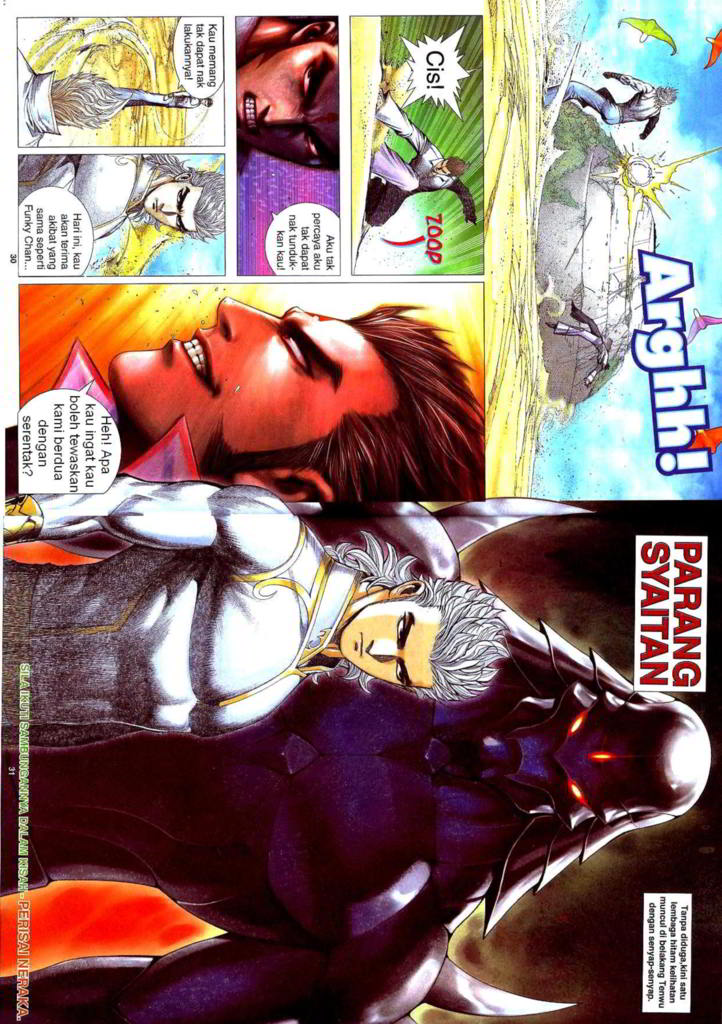 Arghh!
Cis!
ZOOP
Aku tak
percaya aku
tak dapat
nak tunduk-
kan kau!
Kau memang
tak dapat nak
lakukannya!
Hari ini, kau
akan terima
akibat yang
sama seperti
Funky Chan...
30
Heh! Apa
kau ingat kau
boleh tewaskan
kami berdua
dengan
serentak?
PARANG
SYAITAN
Tanpa diduga,kini satu
lembaga hitam kelihatan
muncul di belakang Tenwu
dengan senyap-senyap.
SILA IKUTI SAMBUNGANNYA DALAM KISAH - PERISAI NERAKA.
31